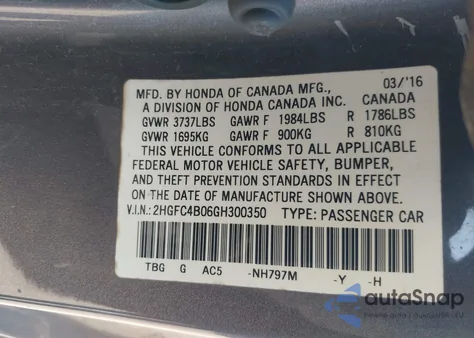 MFD. BY HONDA OF CANADA MFG., 03/'16
A DIVISION OF HONDA CANADA INC. CANADA
GVWR 3737LBS GAWR F 1984LBS R 1786LBS
GVWR 1695KG GAWR F 900KG R 810KG
THIS VEHICLE CONFORMS TO ALL APPLICABLE
FEDERAL MOTOR VEHICLE SAFETY, BUMPER,
AND THEFT PREVENTION STANDARDS IN EFFECT
ON THE DATE OF MANUFACTURE SHOWN ABOVE.
V.I.N.: 2HGFC4B06GH300350 TYPE: PASSENGER CAR
TBG G AC5 -NH797M -Y -H
autaSnap